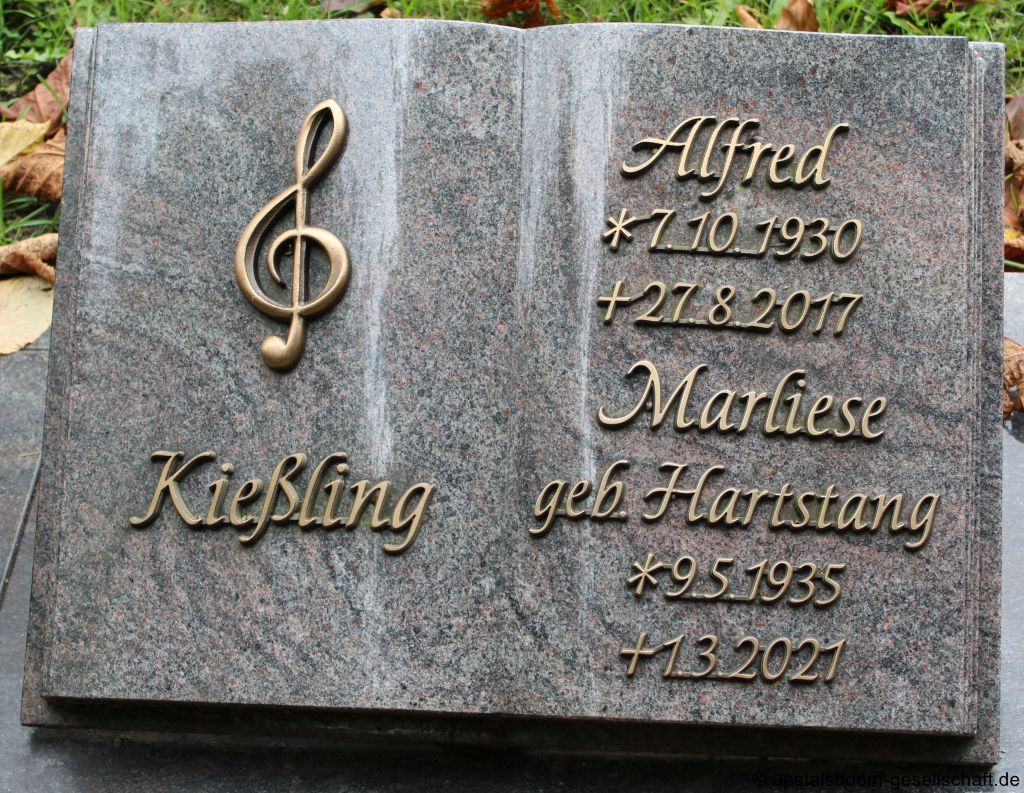 Kießling
Alfred
*7.10.1930
+27.8.2017
Marliese
geb. Hartstang
*9.5.1935
+1.3.2021
© upstalsboom-gesellschaft.de